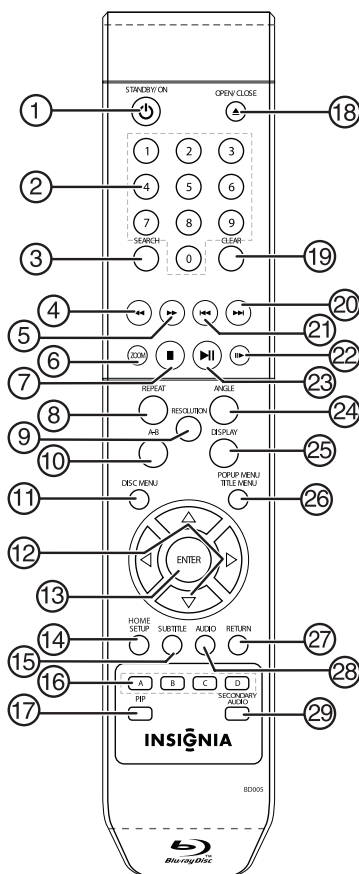 STANDBY/ON OPEN/CLOSE
1 18
1 2 3
2 4 5 6
7 8 9
SEARCH CLEAR
3 0 19
4 20
5 21
6 ZOOM 22
7 23
REPEAT ANGLE
8 24
RESOLUTION
9
A-B DISPLAY
10 25
DISC MENU POPUP MENU
TITLE MENU
11 26
12
13 ENTER
HOME
SETUP SUBTITLE AUDIO RETURN
14 27
15 28
16 A B C D
PIP SECONDARY
AUDIO
17 29
INSIGNIA
BD005
Blu-ray Disc
TM